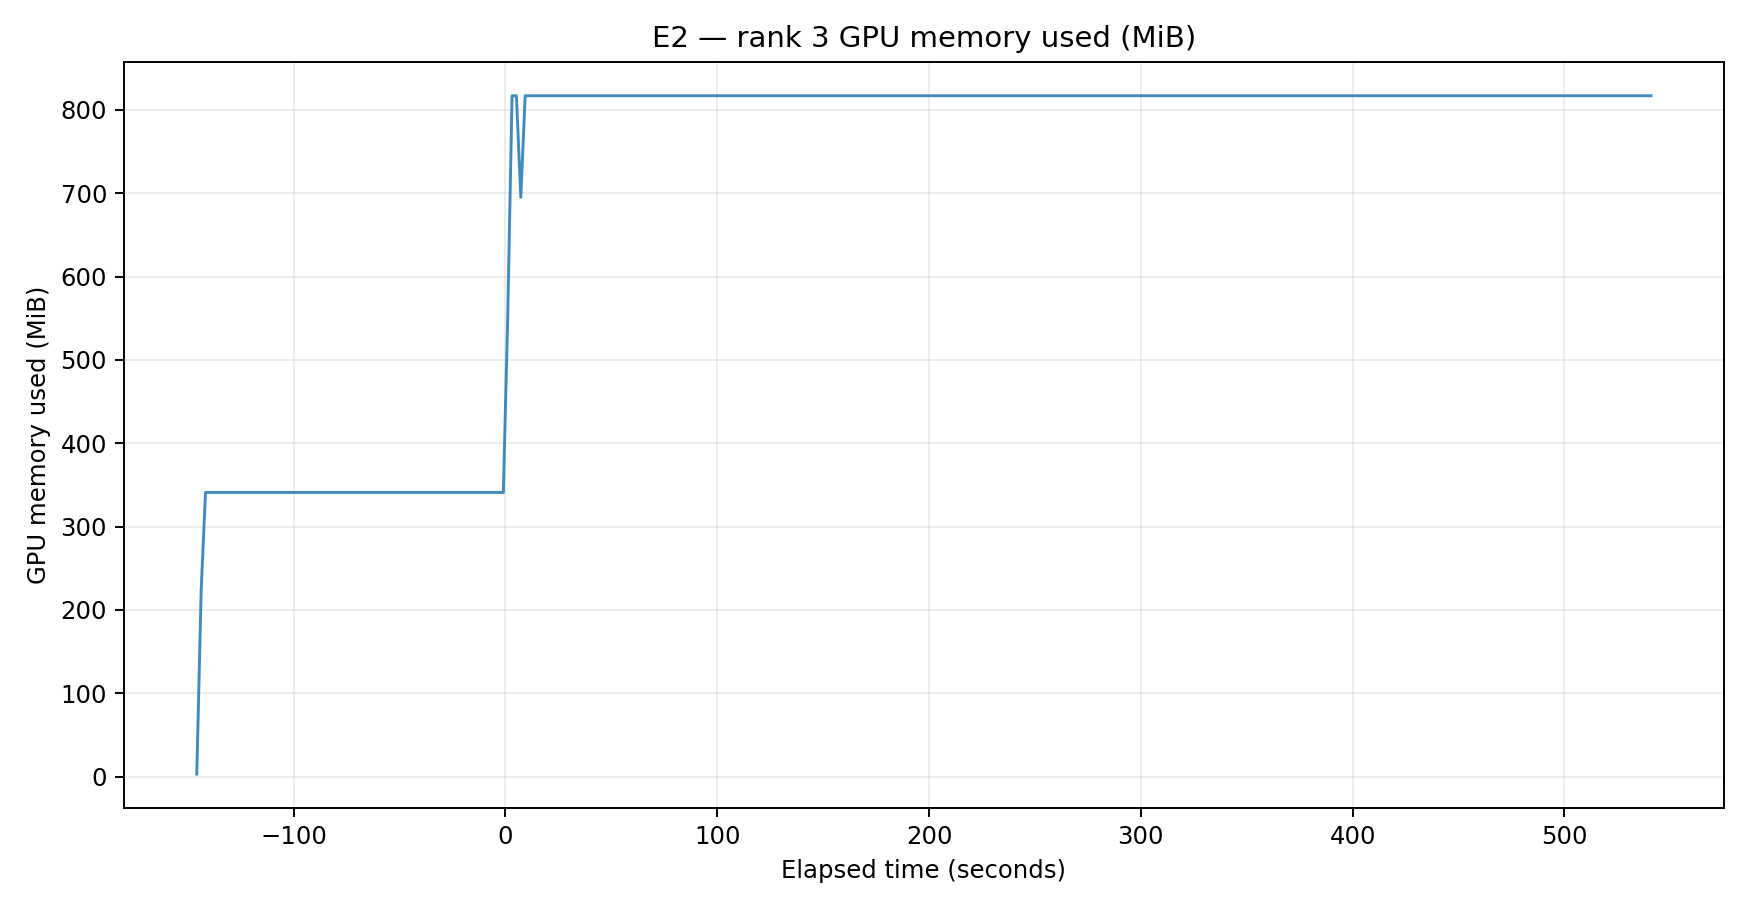 E2 — rank 3 GPU memory used (MiB)
GPU memory used (MiB)
800
700
600
500
400
300
200
100
0
−100 0 100 200 300 400 500
Elapsed time (seconds)